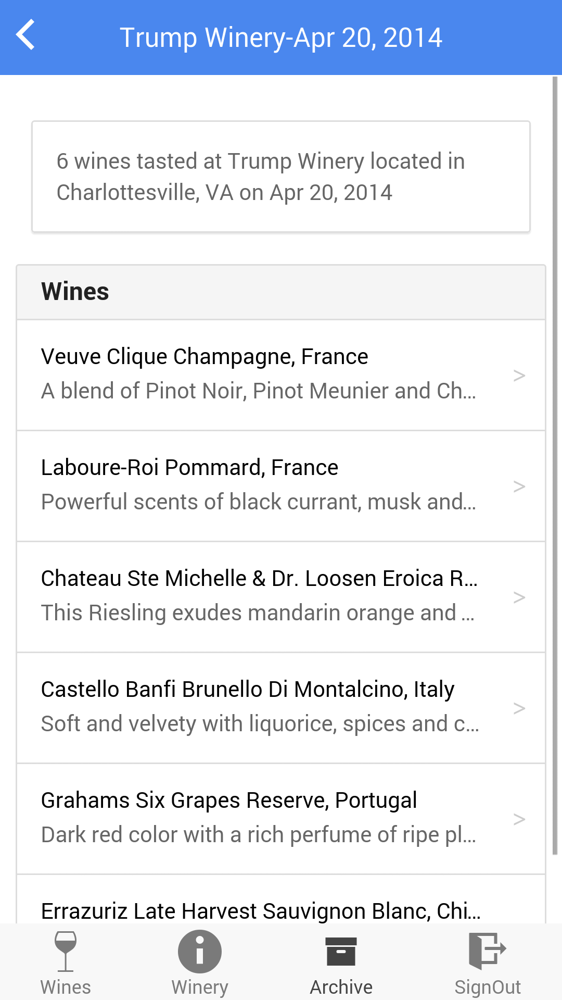 Trump Winery-Apr 20, 2014
6 wines tasted at Trump Winery located in
Charlottesville, VA on Apr 20, 2014
Wines
Veuve Clique Champagne, France
A blend of Pinot Noir, Pinot Meunier and Ch...
>
Laboure-Roi Pommard, France
Powerful scents of black currant, musk and...
>
Chateau Ste Michelle & Dr. Loosen Eroica R...
This Riesling exudes mandarin orange and ...
>
Castello Banfi Brunello Di Montalcino, Italy
Soft and velvety with liquorice, spices and c...
>
Grahams Six Grapes Reserve, Portugal
Dark red color with a rich perfume of ripe pl...
>
Errazuriz Late Harvest Sauvignon Blanc, Chi...
Wines
Winery
Archive
SignOut